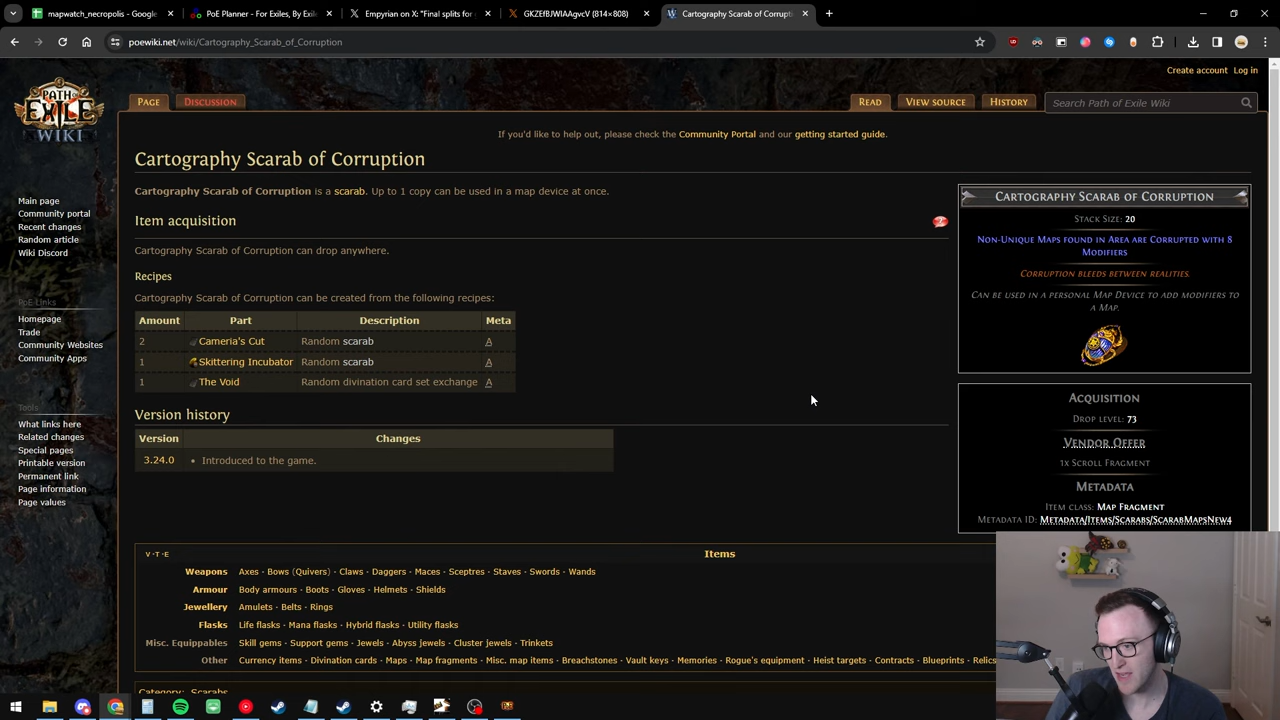 mapwatch_necropolis - Google
PoE Planner - For Exiles, By Exile
Empyrian on X: "Final splits for
GKZEfBJWIAAgvcV (814×808)
Cartography Scarab of Corruption
poewiki.net/wiki/Cartography_Scarab_of_Corruption
Create account Log in
PATH OF EXILE
WIKI
PAGE DISCUSSION READ VIEW SOURCE HISTORY Search Path of Exile Wiki
If you'd like to help out, please check the Community Portal and our getting started guide.
Main page
Community portal
Recent changes
Random article
Wiki Discord
PoE Links
Homepage
Trade
Community Websites
Community Apps
Tools
What links here
Related changes
Special pages
Printable version
Permanent link
Page information
Page values
Cartography Scarab of Corruption
Cartography Scarab of Corruption is a scarab. Up to 1 copy can be used in a map device at once.
Item acquisition
Cartography Scarab of Corruption can drop anywhere.
Recipes
Cartography Scarab of Corruption can be created from the following recipes:
Amount Part Description Meta
2 Cameria's Cut Random scarab A
1 Skittering Incubator Random scarab A
1 The Void Random divination card set exchange A
Version history
Version Changes
3.24.0 • Introduced to the game.
CARTOGRAPHY SCARAB OF CORRUPTION
STACK SIZE: 20
NON-UNIQUE MAPS FOUND IN AREA ARE CORRUPTED WITH 8
MODIFIERS
CORRUPTION BLEEDS BETWEEN REALITIES.
CAN BE USED IN A PERSONAL MAP DEVICE TO ADD MODIFIERS TO
A MAP.
ACQUISITION
DROP LEVEL: 73
VENDOR OFFER
1X SCROLL FRAGMENT
METADATA
ITEM CLASS: MAP FRAGMENT
METADATA ID: METADATA/ITEMS/SCARABS/SCARABMAPSNEW4
V · T · E Items
Weapons Axes · Bows (Quivers) · Claws · Daggers · Maces · Sceptres · Staves · Swords · Wands
Armour Body armours · Boots · Gloves · Helmets · Shields
Jewellery Amulets · Belts · Rings
Flasks Life flasks · Mana flasks · Hybrid flasks · Utility flasks
Misc. Equippables Skill gems · Support gems · Jewels · Abyss jewels · Cluster jewels · Trinkets
Other Currency items · Divination cards · Maps · Map fragments · Misc. map items · Breachstones · Vault keys · Memories · Rogue's equipment · Heist targets · Contracts · Blueprints · Relics
Category: Scarabs